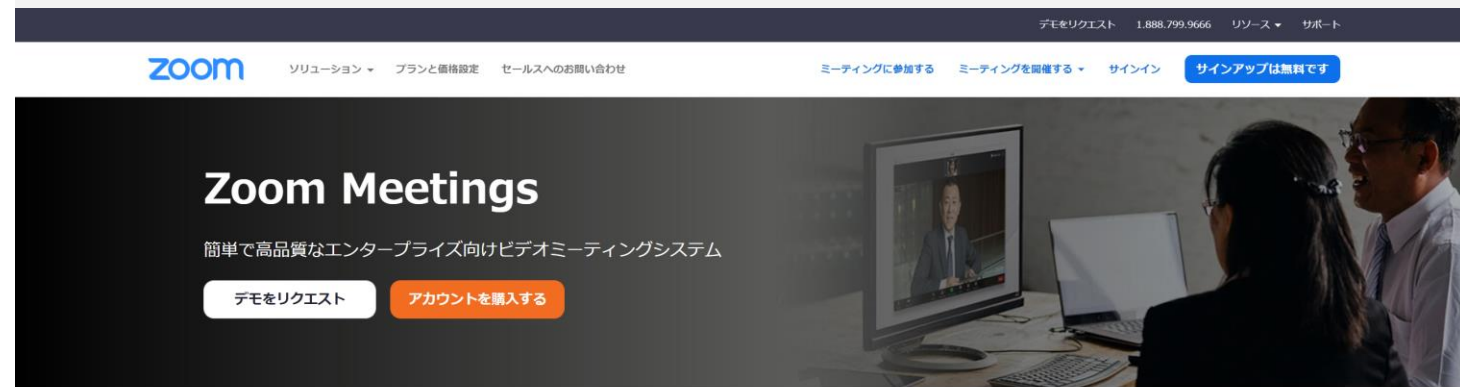 デモをリクエスト 1.888.799.9666 リソース サポート
zoom ソリューション プランと価格設定 セールスへのお問い合わせ ミーティングに参加する ミーティングを開催する サインイン サインアップは無料です
Zoom Meetings
簡単で高品質なエンタープライズ向けビデオミーティングシステム
デモをリクエスト アカウントを購入する